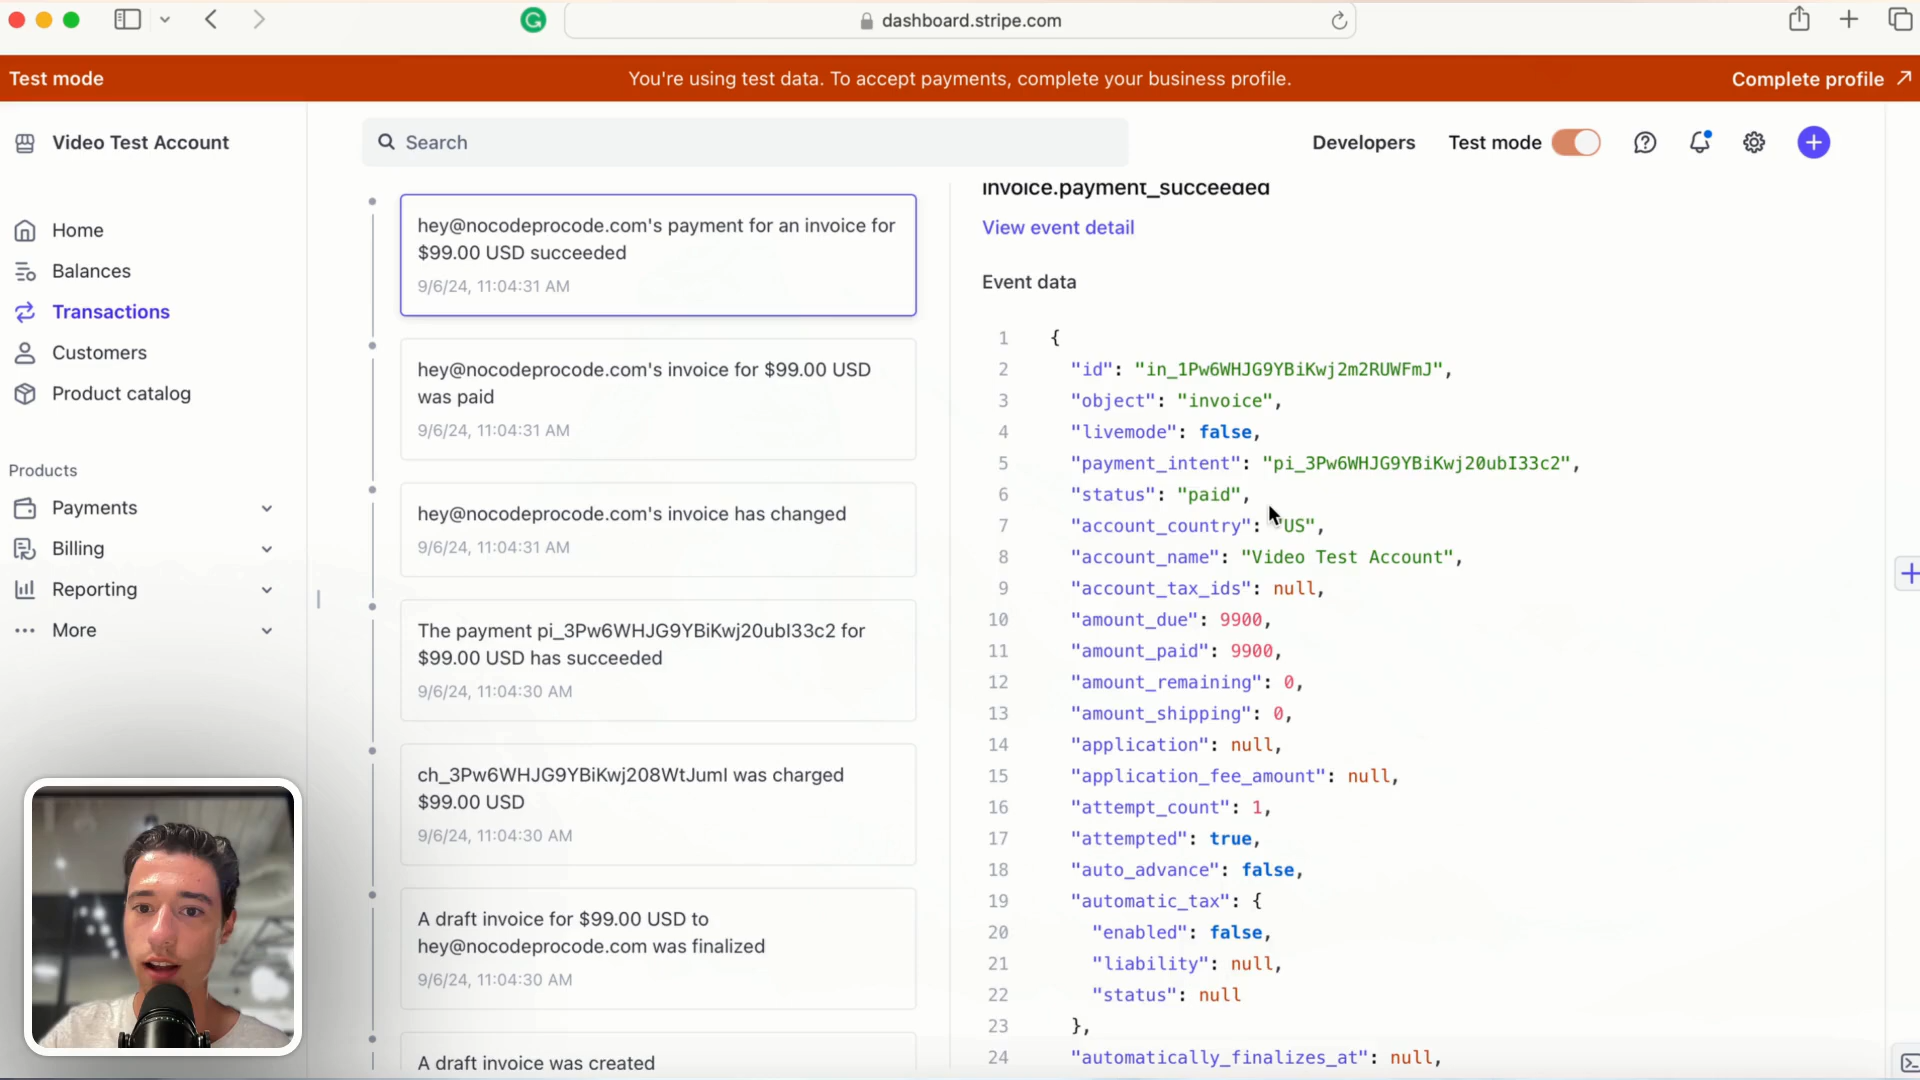 dashboard.stripe.com
Test mode
You're using test data. To accept payments, complete your business profile.
Complete profile
Video Test Account
Search
Developers
Test mode
Home
Balances
Transactions
Customers
Product catalog
Products
Payments
Billing
Reporting
More
hey@nocodeprocode.com's payment for an invoice for
$99.00 USD succeeded
9/6/24, 11:04:31 AM
hey@nocodeprocode.com's invoice for $99.00 USD
was paid
9/6/24, 11:04:31 AM
hey@nocodeprocode.com's invoice has changed
9/6/24, 11:04:31 AM
The payment pi_3Pw6WHJG9YBiKwj20ubI33c2 for
$99.00 USD has succeeded
9/6/24, 11:04:30 AM
ch_3Pw6WHJG9YBiKwj208WtJuml was charged
$99.00 USD
9/6/24, 11:04:30 AM
A draft invoice for $99.00 USD to
hey@nocodeprocode.com was finalized
9/6/24, 11:04:30 AM
A draft invoice was created
invoice.payment_succeeded
View event detail
Event data
1 {
2 "id": "in_1Pw6WHJG9YBiKwj2m2RUWFmJ",
3 "object": "invoice",
4 "livemode": false,
5 "payment_intent": "pi_3Pw6WHJG9YBiKwj20ubI33c2",
6 "status": "paid",
7 "account_country": "US",
8 "account_name": "Video Test Account",
9 "account_tax_ids": null,
10 "amount_due": 9900,
11 "amount_paid": 9900,
12 "amount_remaining": 0,
13 "amount_shipping": 0,
14 "application": null,
15 "application_fee_amount": null,
16 "attempt_count": 1,
17 "attempted": true,
18 "auto_advance": false,
19 "automatic_tax": {
20 "enabled": false,
21 "liability": null,
22 "status": null
23 },
24 "automatically_finalizes_at": null,